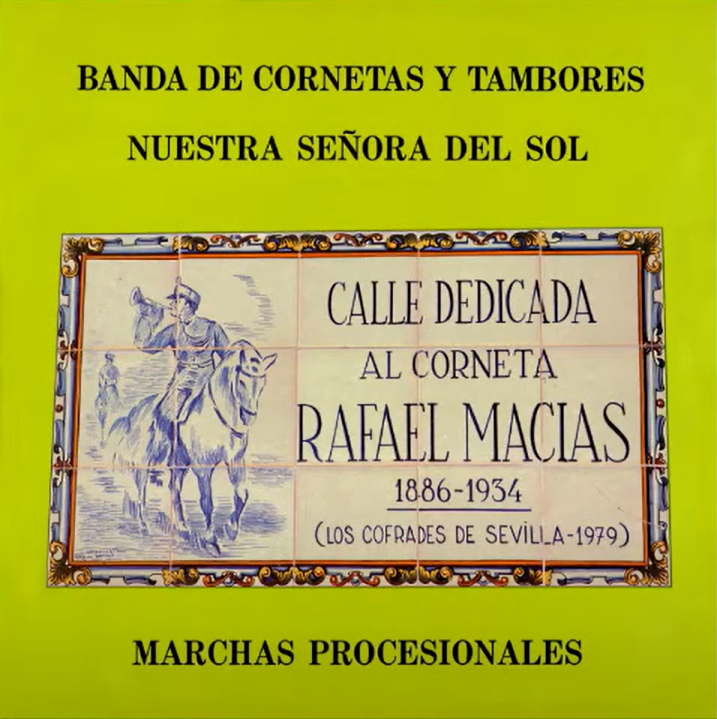 BANDA DE CORNETAS Y TAMBORES
NUESTRA SEÑORA DEL SOL
CALLE DEDICADA
AL CORNETA
RAFAEL MACIAS
1886-1934
(LOS COFRADES DE SEVILLA-1979)
MARCHAS PROCESIONALES